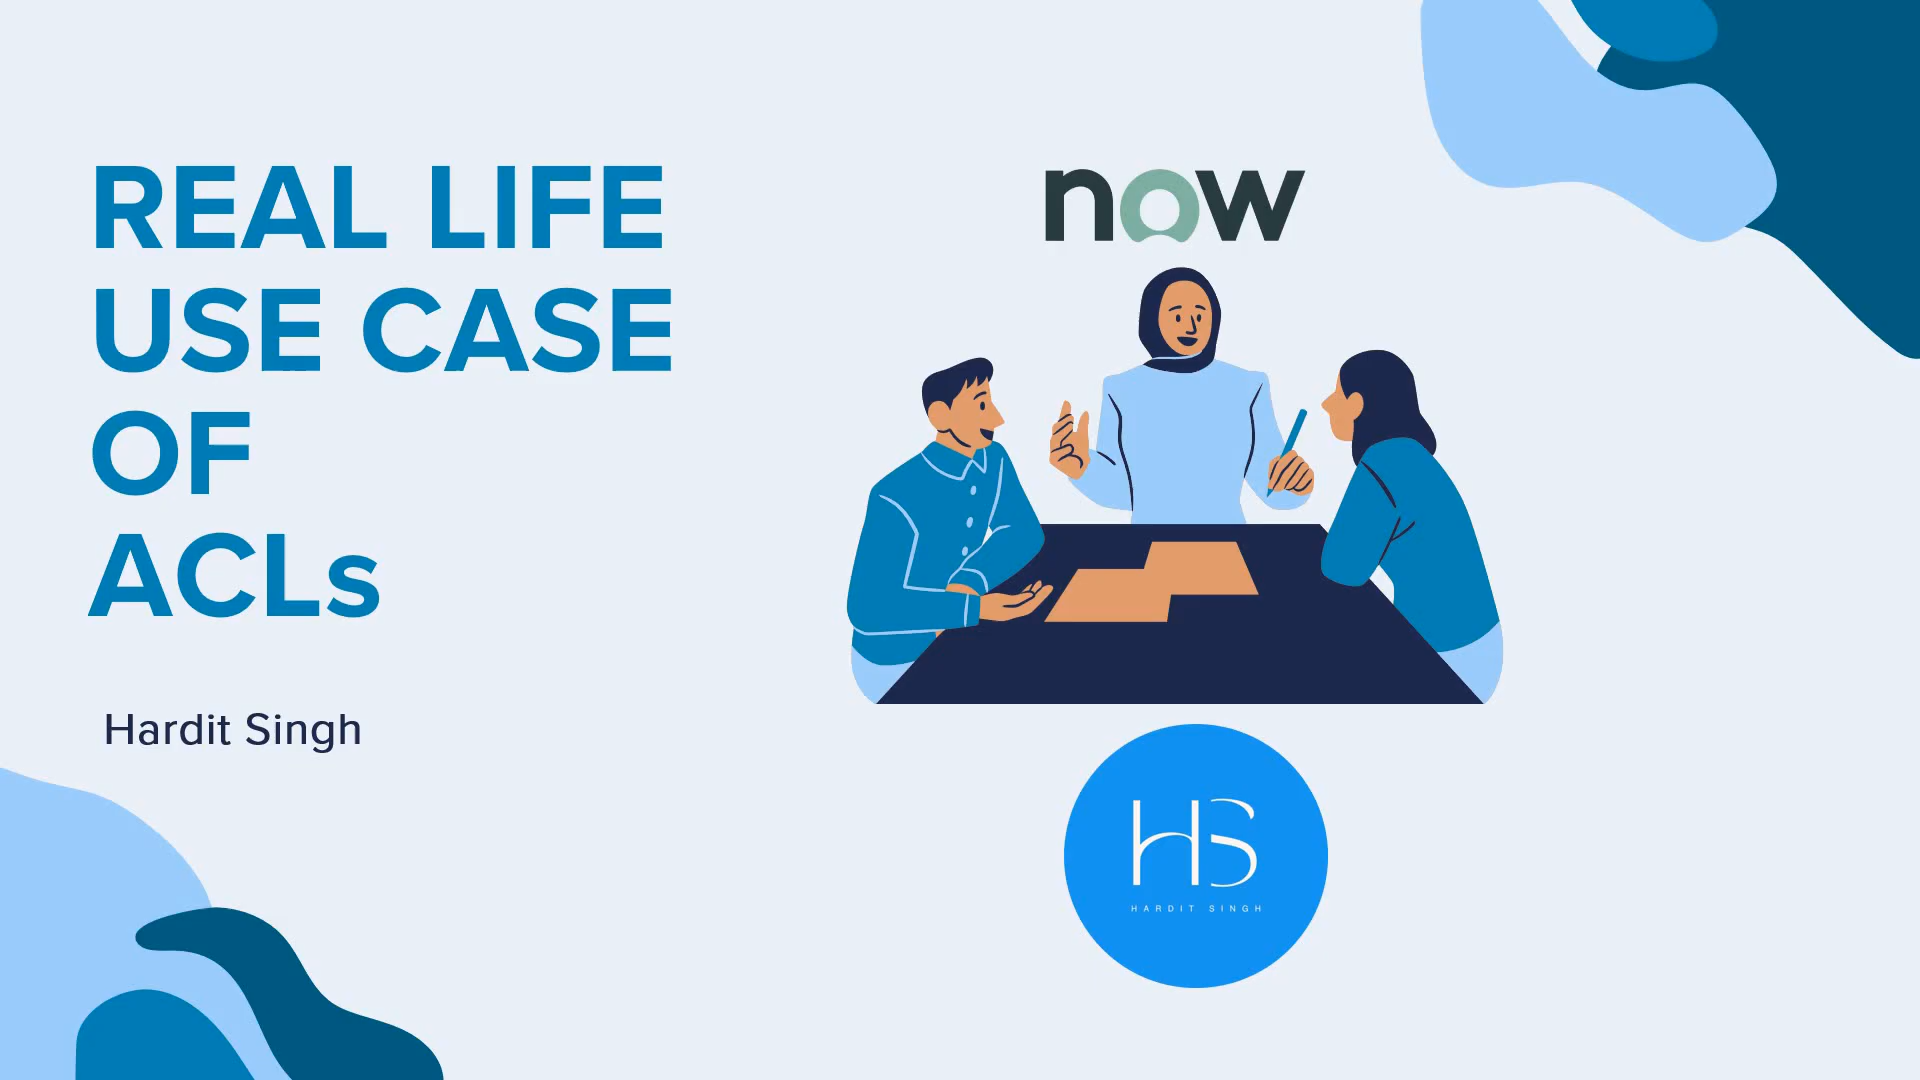 REAL LIFE
USE CASE
OF
ACLs
Hardit Singh
now
HS
HARDIT SINGH